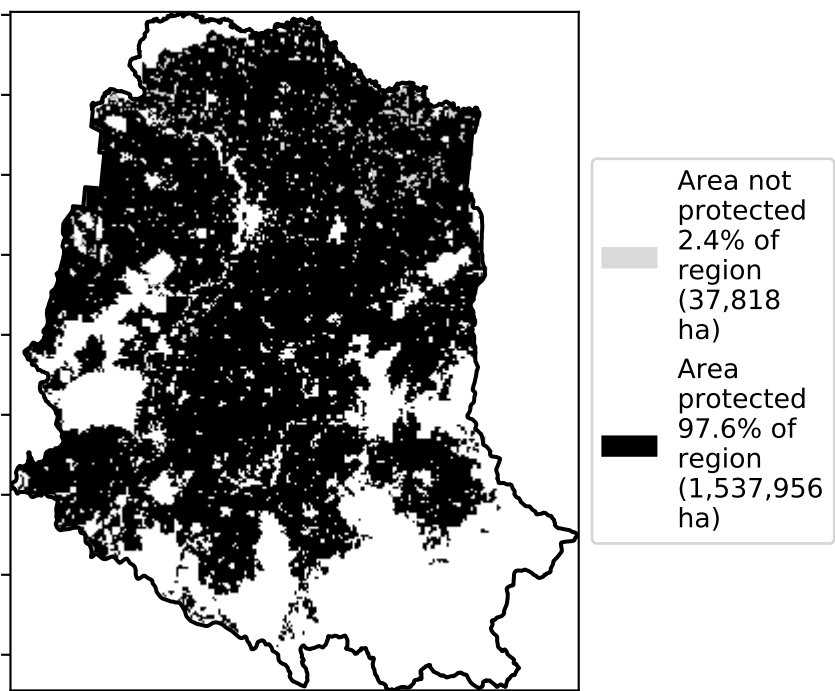 Area not
protected
2.4% of
region
(37,818
ha)
Area
protected
97.6% of
region
(1,537,956
ha)